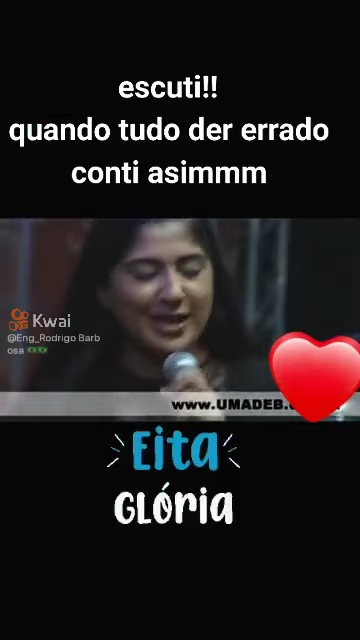 escuti!!
quando tudo der errado
conti asimmm
Kwai
@Eng_Rodrigo Barb
osa
www.UMADEB.
Eita
GLÓRIA